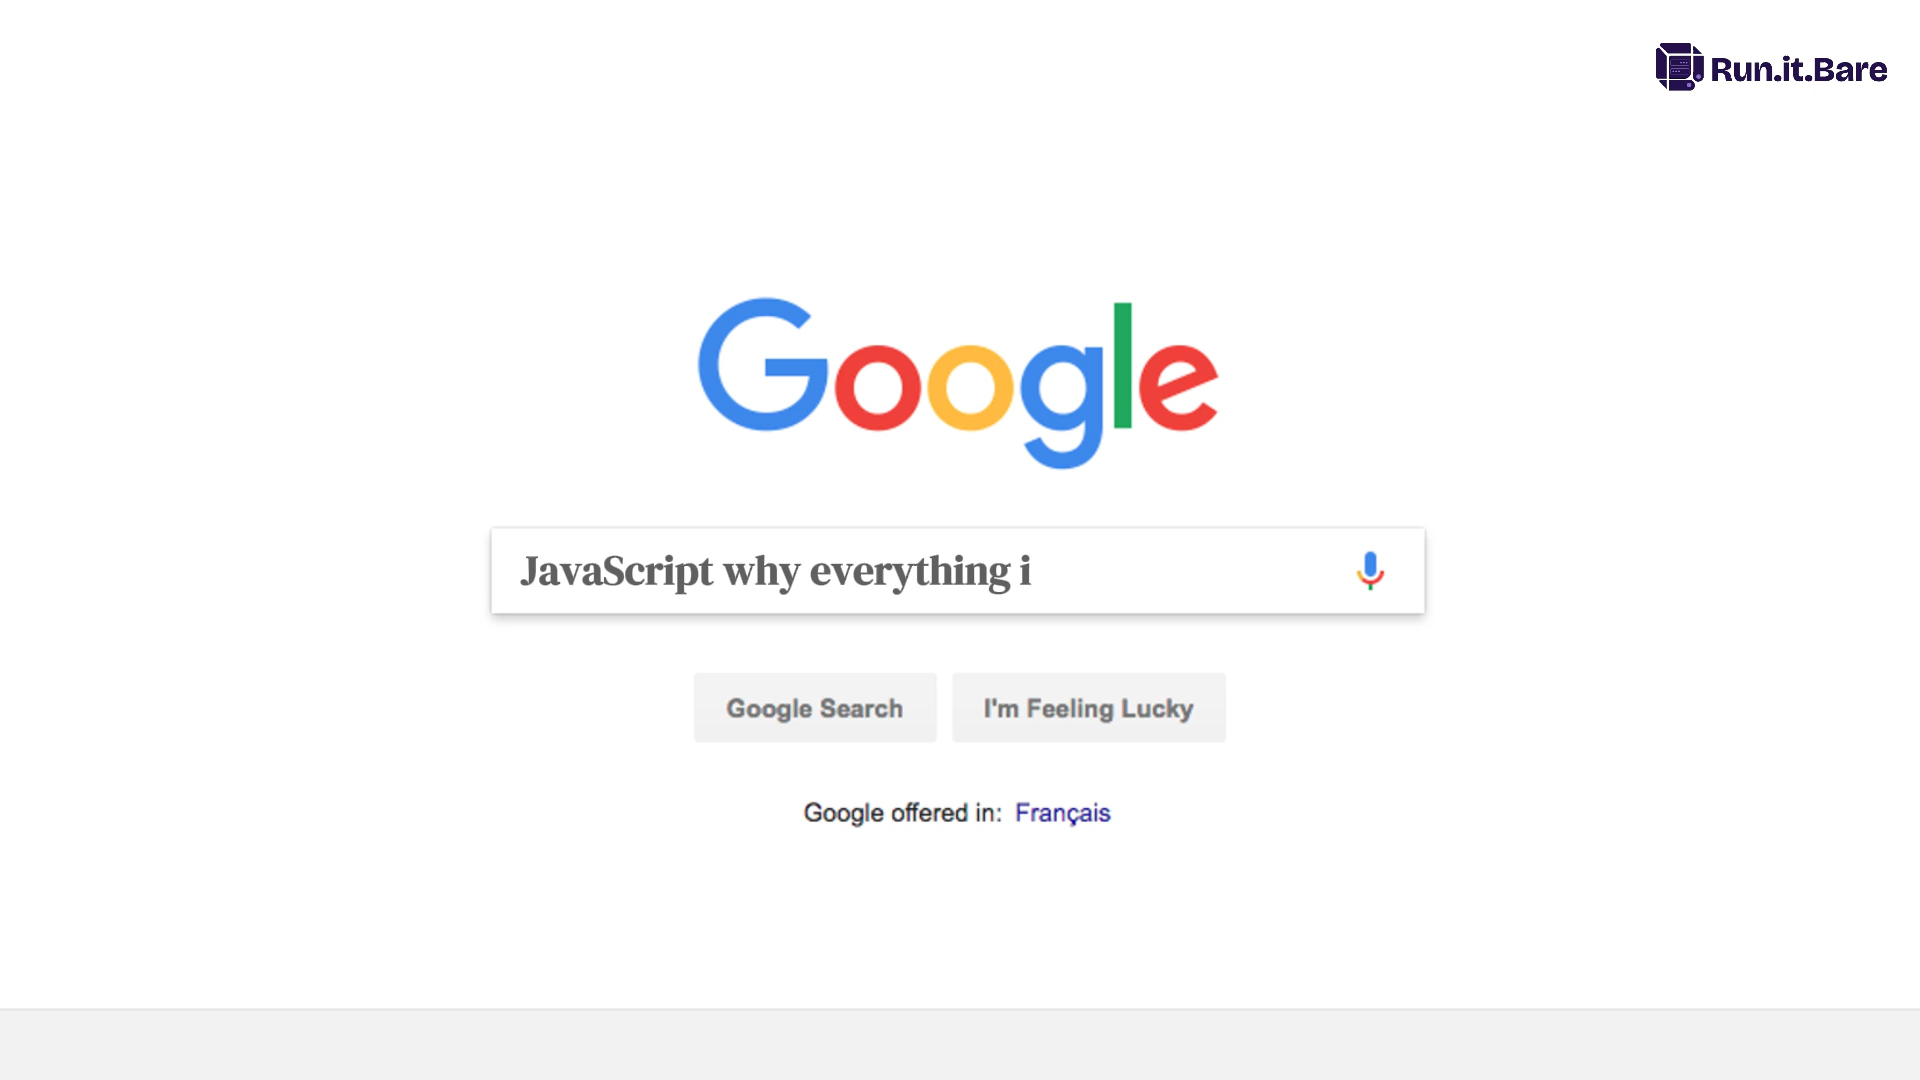 Run.it.Bare
Google
JavaScript why everything i
Google Search
I'm Feeling Lucky
Google offered in: Français